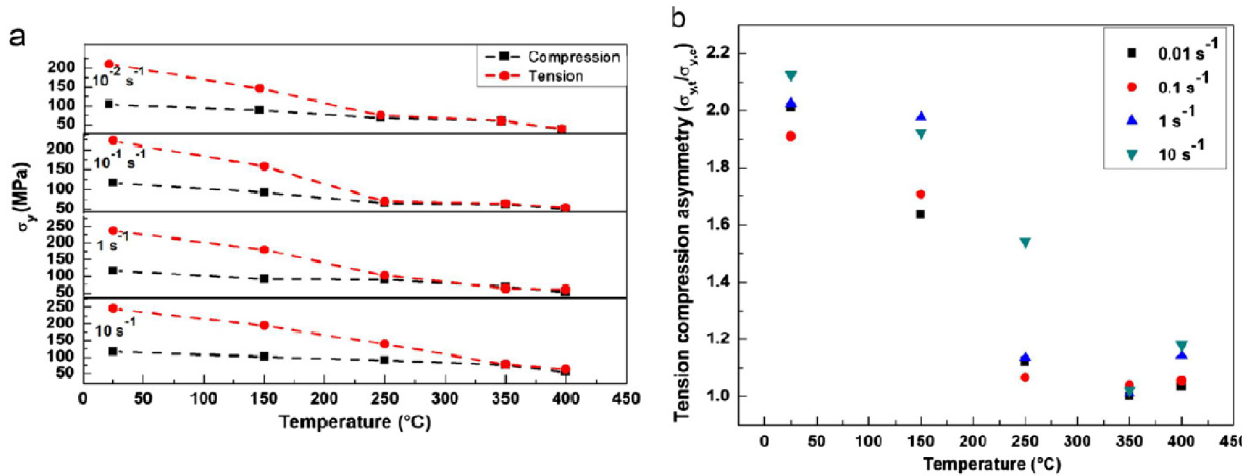 a
Compression
Tension
10⁻² s⁻¹
200
150
100
50
10⁻¹ s⁻¹
200
150
100
50
1 s⁻¹
250
200
150
100
50
10 s⁻¹
250
200
150
100
50
σy (MPa)
0 50 100 150 200 250 300 350 400 450
Temperature (°C)
b
0.01 s⁻¹
0.1 s⁻¹
1 s⁻¹
10 s⁻¹
2.2
2.0
1.8
1.6
1.4
1.2
1.0
Tension compression asymmetry (σy,t/σy,c)
0 50 100 150 200 250 300 350 400 450
Temperature (°C)